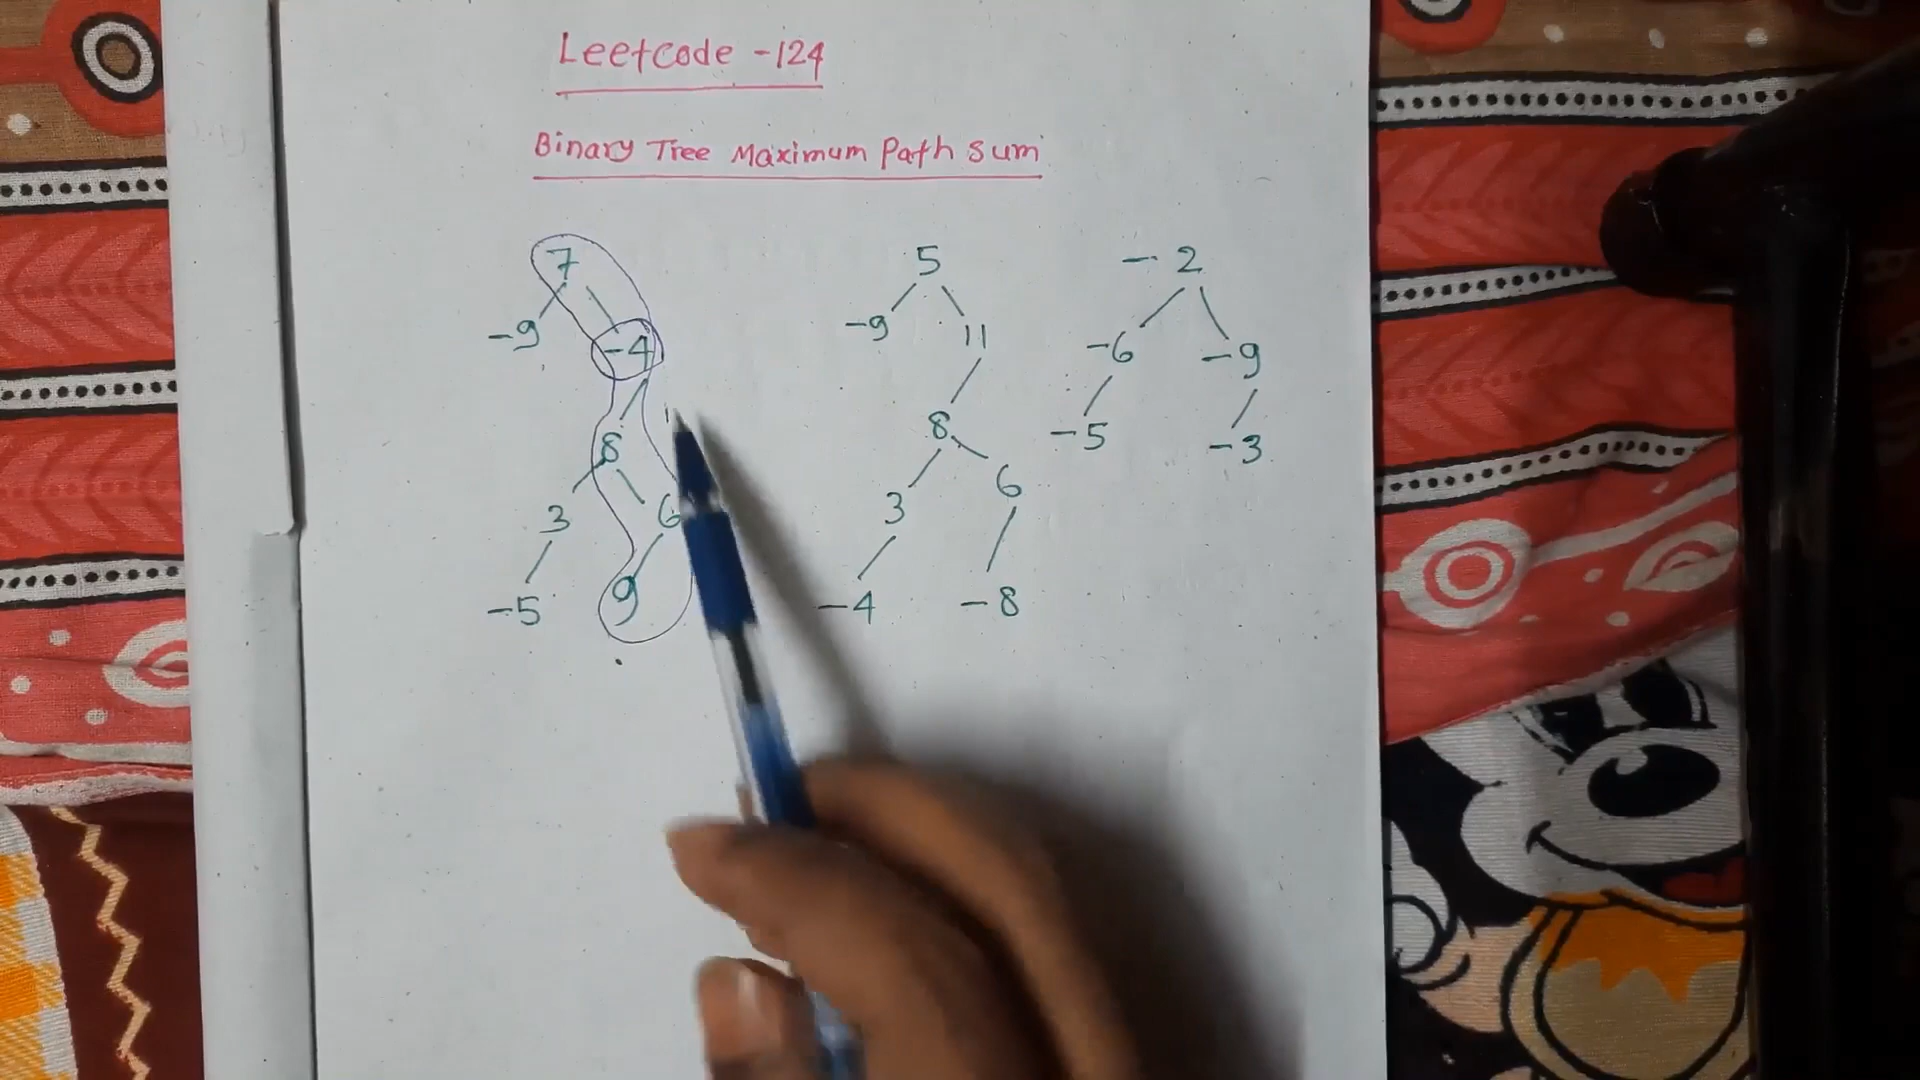 Leetcode - 124
Binary Tree Maximum Path Sum
7 5 - 2
-9 -4 -9 11 -6 -9
8 8 -5 -3
3 6 3 6
-5 9 -4 -8